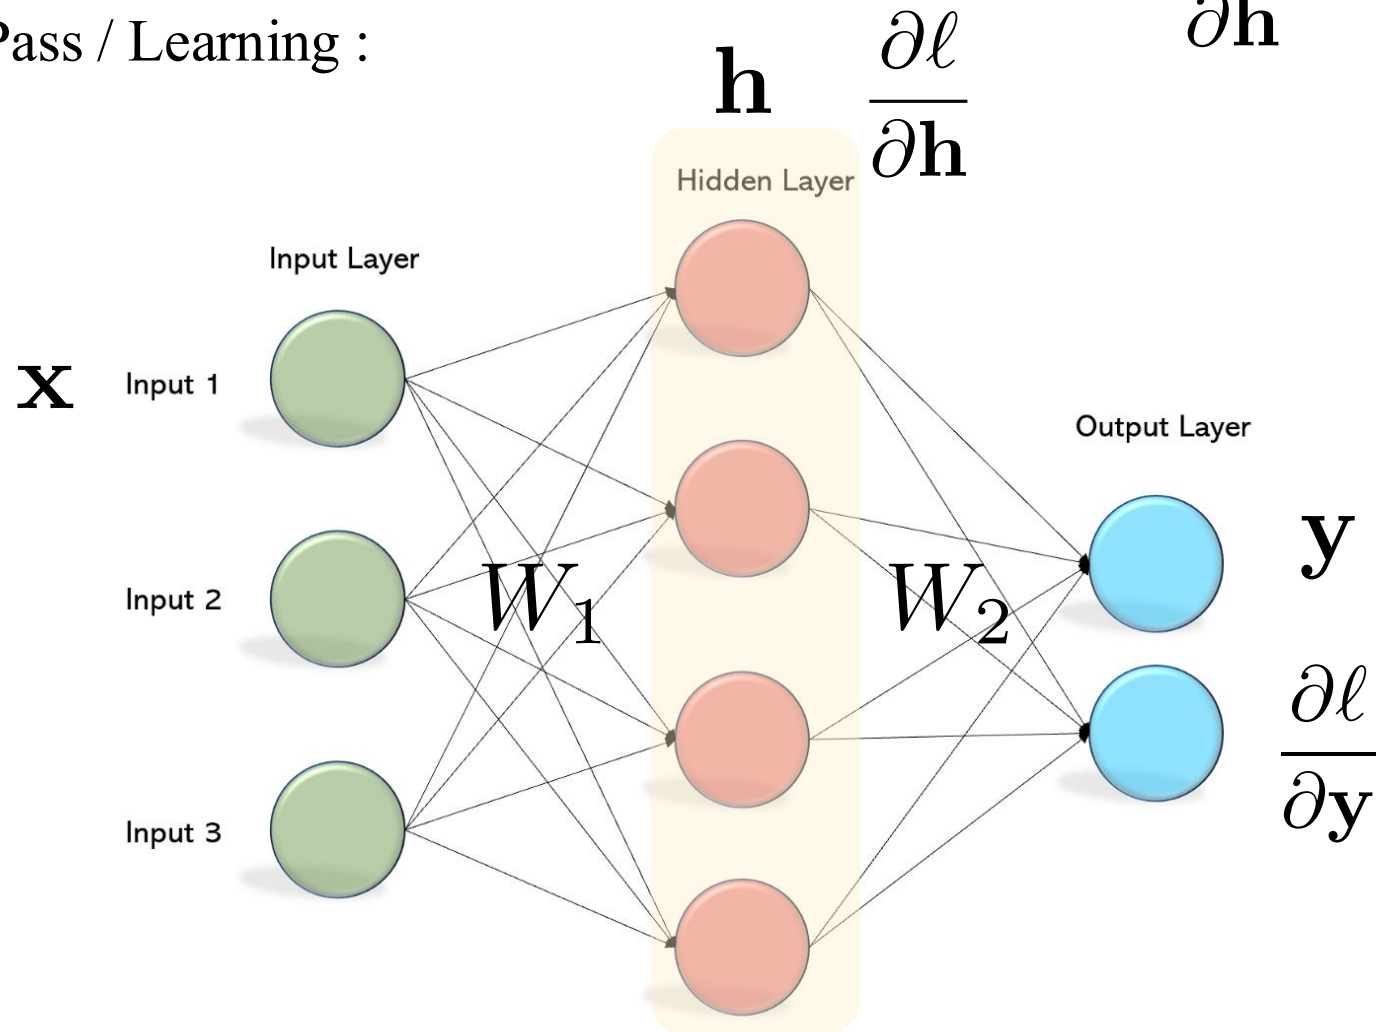 Pass / Learning :
∂h
h
∂ℓ
∂h
Hidden Layer
Input Layer
x
Input 1
Output Layer
y
Input 2
W₁
W₂
∂ℓ
∂y
Input 3